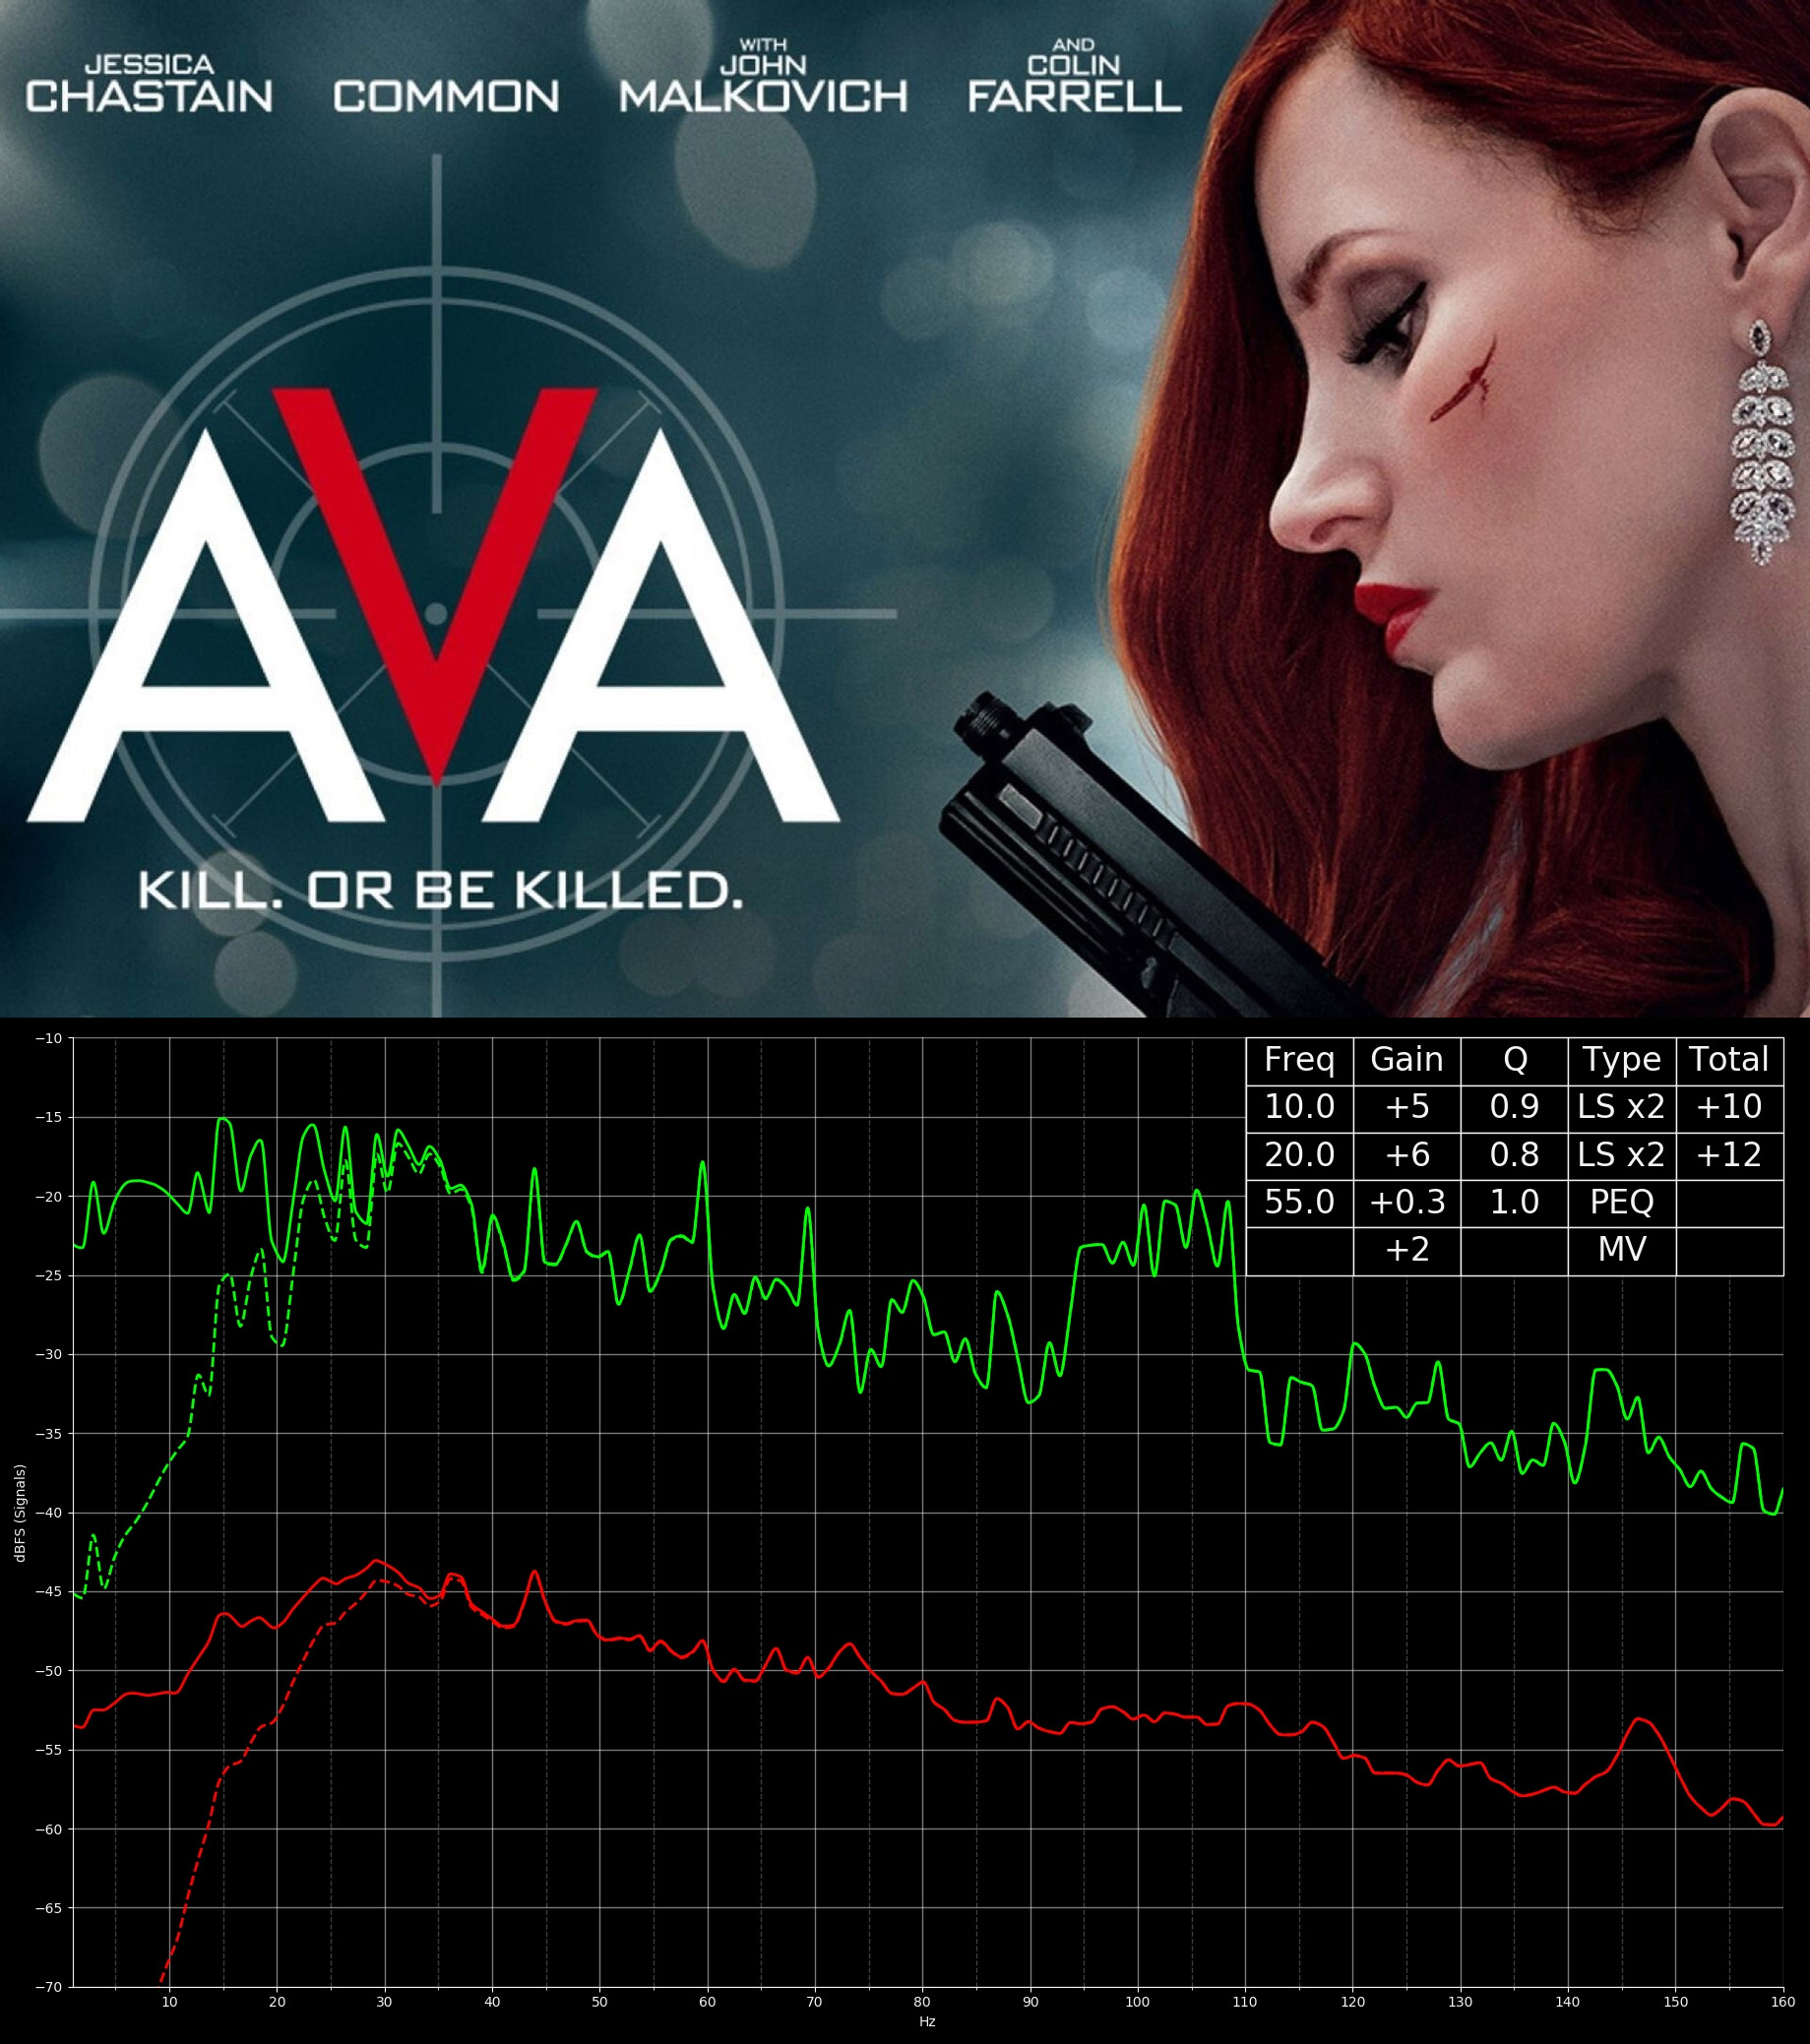 JESSICA
CHASTAIN
COMMON
WITH
JOHN
MALKOVICH
AND
COLIN
FARRELL
AVA
KILL. OR BE KILLED.
Freq Gain Q Type Total
10.0 +5 0.9 LS x2 +10
20.0 +6 0.8 LS x2 +12
55.0 +0.3 1.0 PEQ
+2 MV
−10
−15
−20
−25
−30
−35
−40
−45
−50
−55
−60
−65
−70
dBFS (Signals)
10 20 30 40 50 60 70 80 90 100 110 120 130 140 150 160
Hz